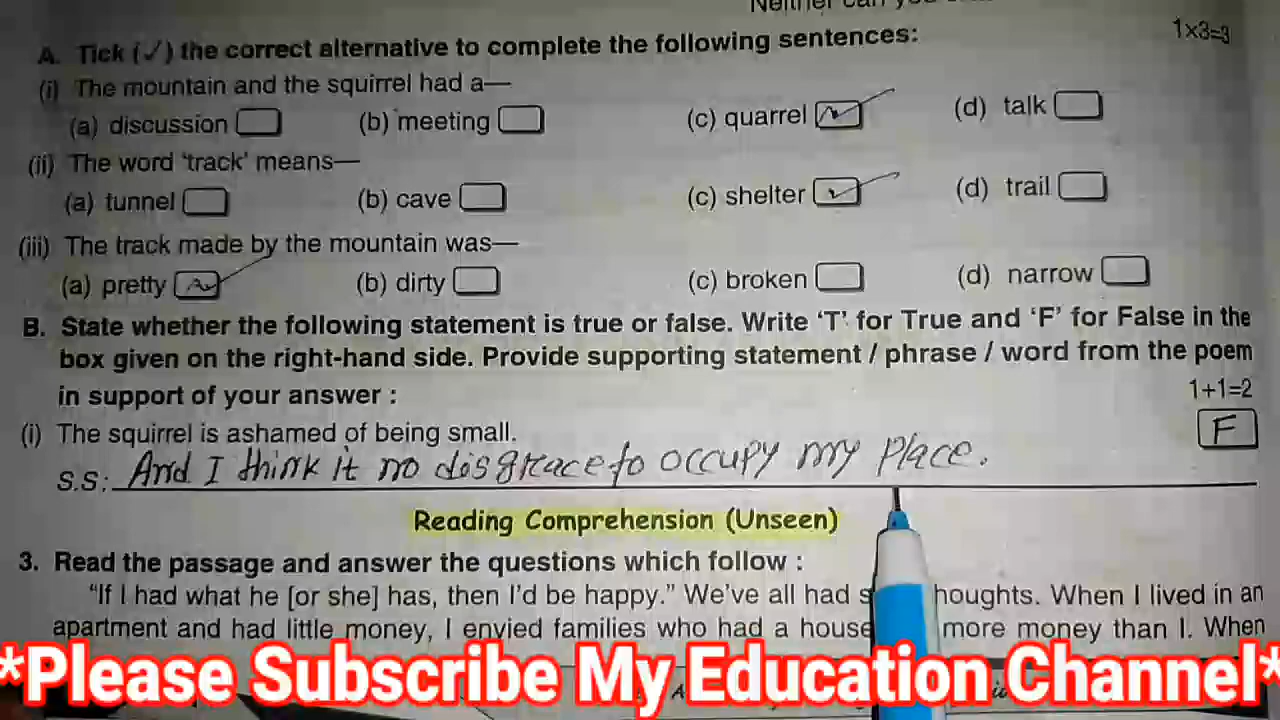 Neither can you
A. Tick (✓) the correct alternative to complete the following sentences: 1×3=3
(i) The mountain and the squirrel had a—
(a) discussion (b) meeting (c) quarrel (d) talk
(ii) The word 'track' means—
(a) tunnel (b) cave (c) shelter (d) trail
(iii) The track made by the mountain was—
(a) pretty (b) dirty (c) broken (d) narrow
B. State whether the following statement is true or false. Write 'T' for True and 'F' for False in the
box given on the right-hand side. Provide supporting statement / phrase / word from the poem
in support of your answer : 1+1=2
(i) The squirrel is ashamed of being small. F
S.S: And I think it no disgrace to occupy my place.
Reading Comprehension (Unseen)
3. Read the passage and answer the questions which follow :
"If I had what he [or she] has, then I'd be happy." We've all had houghts. When I lived in an
apartment and had little money, I envied families who had a house more money than I. When
*Please Subscribe My Education Channel*